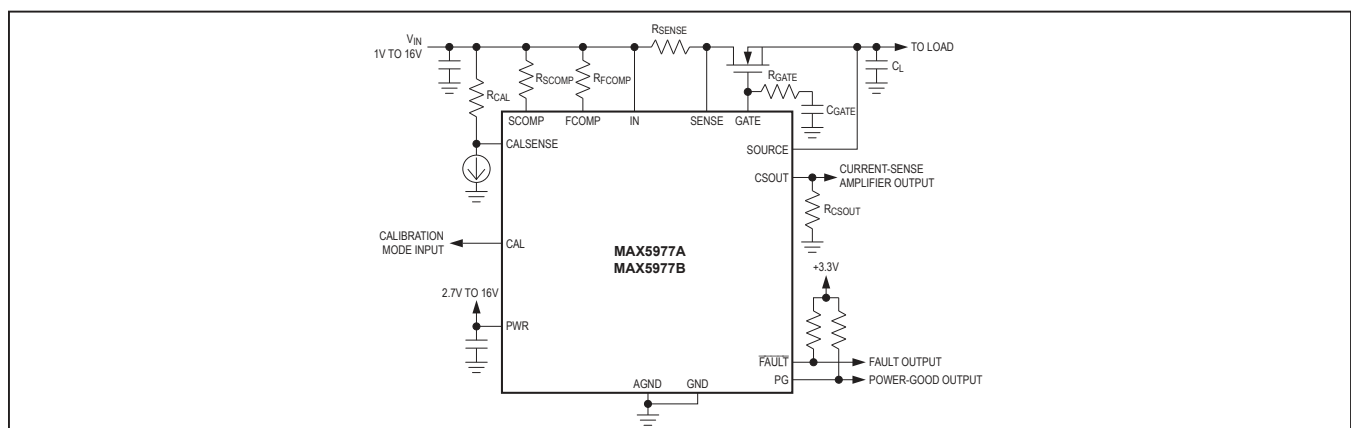 RSENSE
VIN
1V TO 16V
TO LOAD
RSCOMP
RFCOMP
RGATE
CL
RCAL
CGATE
SCOMP
FCOMP
IN
SENSE
GATE
CALSENSE
SOURCE
CSOUT
CURRENT-SENSE
AMPLIFIER OUTPUT
RCSOUT
CALIBRATION
MODE INPUT
CAL
MAX5977A
MAX5977B
+3.3V
2.7V TO 16V
PWR
FAULT
FAULT OUTPUT
PG
POWER-GOOD OUTPUT
AGND
GND